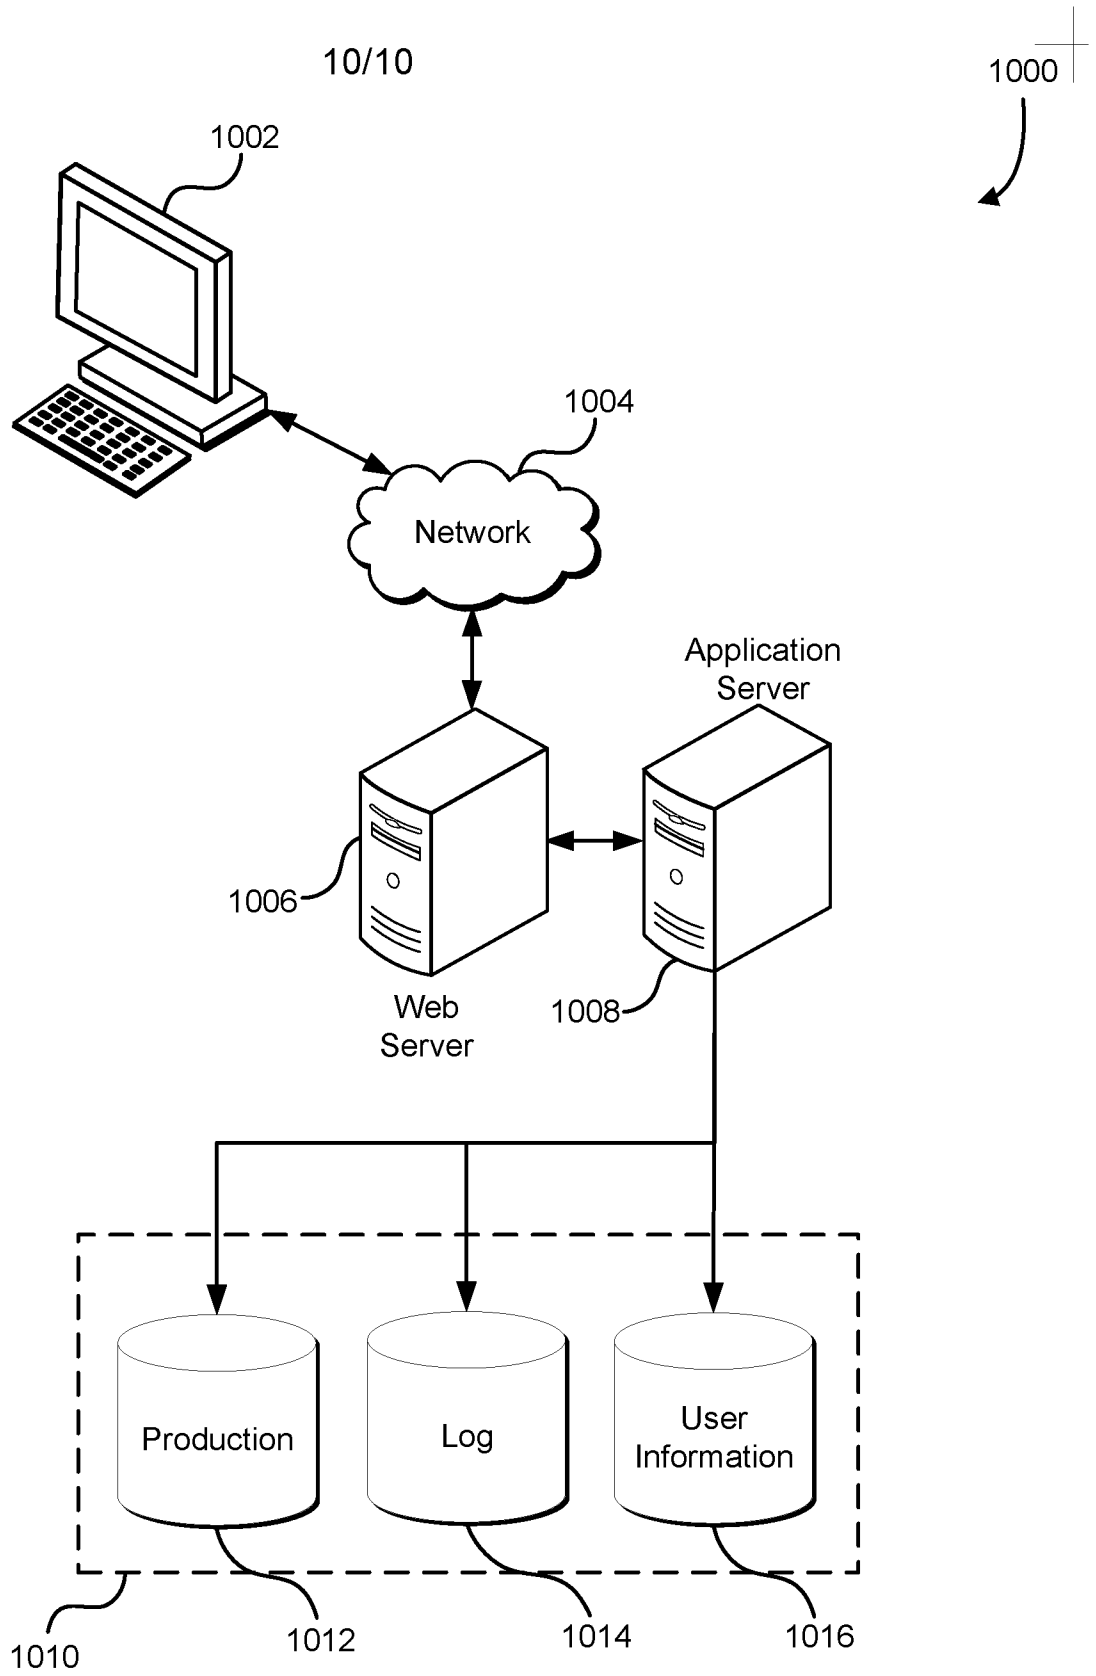 10/10
1000
1002
1004
Network
Application
Server
1006
1008
Web
Server
Production
Log
User
Information
1010
1012
1014
1016